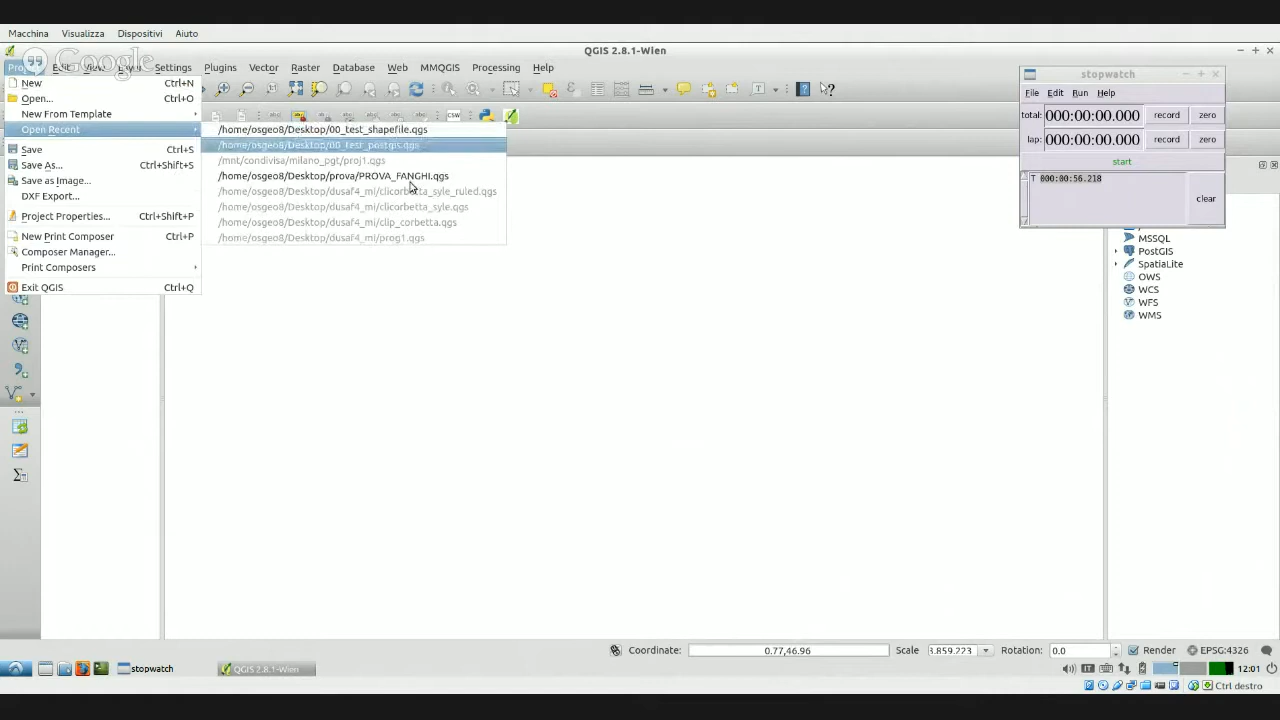 Macchina Visualizza Dispositivi Aiuto
QGIS 2.8.1-Wien
Google
Settings Plugins Vector Raster Database Web MMQGIS Processing Help
New Ctrl+N
Open... Ctrl+O
New From Template
Open Recent
Save Ctrl+S
Save As... Ctrl+Shift+S
Save as Image...
DXF Export...
Project Properties... Ctrl+Shift+P
New Print Composer Ctrl+P
Composer Manager...
Print Composers
Exit QGIS Ctrl+Q
/home/osgeo8/Desktop/00_test_shapefile.qgs
/home/osgeo8/Desktop/00_test_postgis.qgs
/mnt/condivisa/milano_pgt/proj1.qgs
/home/osgeo8/Desktop/prova/PROVA_FANGHI.qgs
/home/osgeo8/Desktop/dusaf4_mi/clicorbetta_syle_ruled.qgs
/home/osgeo8/Desktop/dusaf4_mi/clicorbetta_syle.qgs
/home/osgeo8/Desktop/dusaf4_mi/clip_corbetta.qgs
/home/osgeo8/Desktop/dusaf4_mi/prog1.qgs
CSW
stopwatch
File Edit Run Help
total: 000:00:00.000 record zero
lap: 000:00:00.000 record zero
start
T 000:00:56.218
clear
MSSQL
PostGIS
SpatiaLite
OWS
WCS
WFS
WMS
Coordinate: 0.77,46.96 Scale 3.859.223 Rotation: 0.0 Render EPSG:4326
stopwatch QGIS 2.8.1-Wien IT 12:01
Ctrl destro